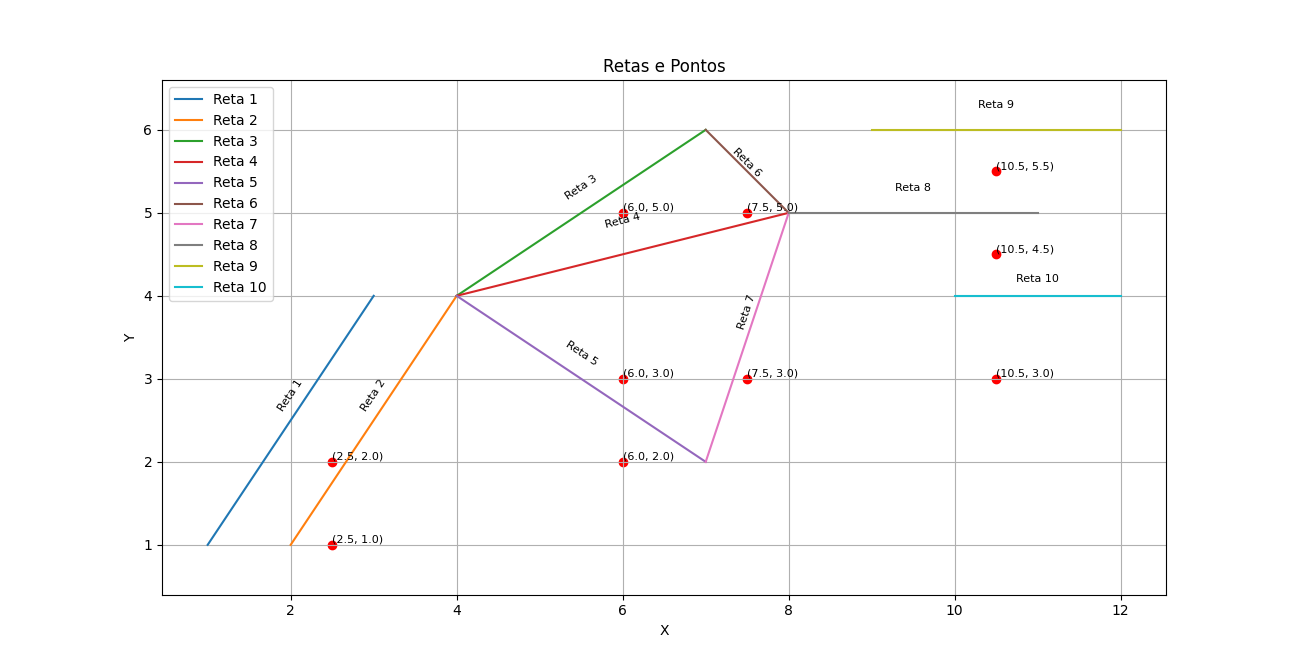 Retas e Pontos
Reta 1
Reta 2
Reta 3
Reta 4
Reta 5
Reta 6
Reta 7
Reta 8
Reta 9
Reta 10
Reta 9
Reta 6
(10.5, 5.5)
Reta 3
Reta 8
(6.0, 5.0)
(7.5, 5.0)
Reta 4
(10.5, 4.5)
Reta 10
Reta 7
Reta 5
(6.0, 3.0)
(7.5, 3.0)
(10.5, 3.0)
Reta 1
Reta 2
(2.5, 2.0)
(6.0, 2.0)
(2.5, 1.0)
6
5
4
3
2
1
Y
2
4
6
8
10
12
X